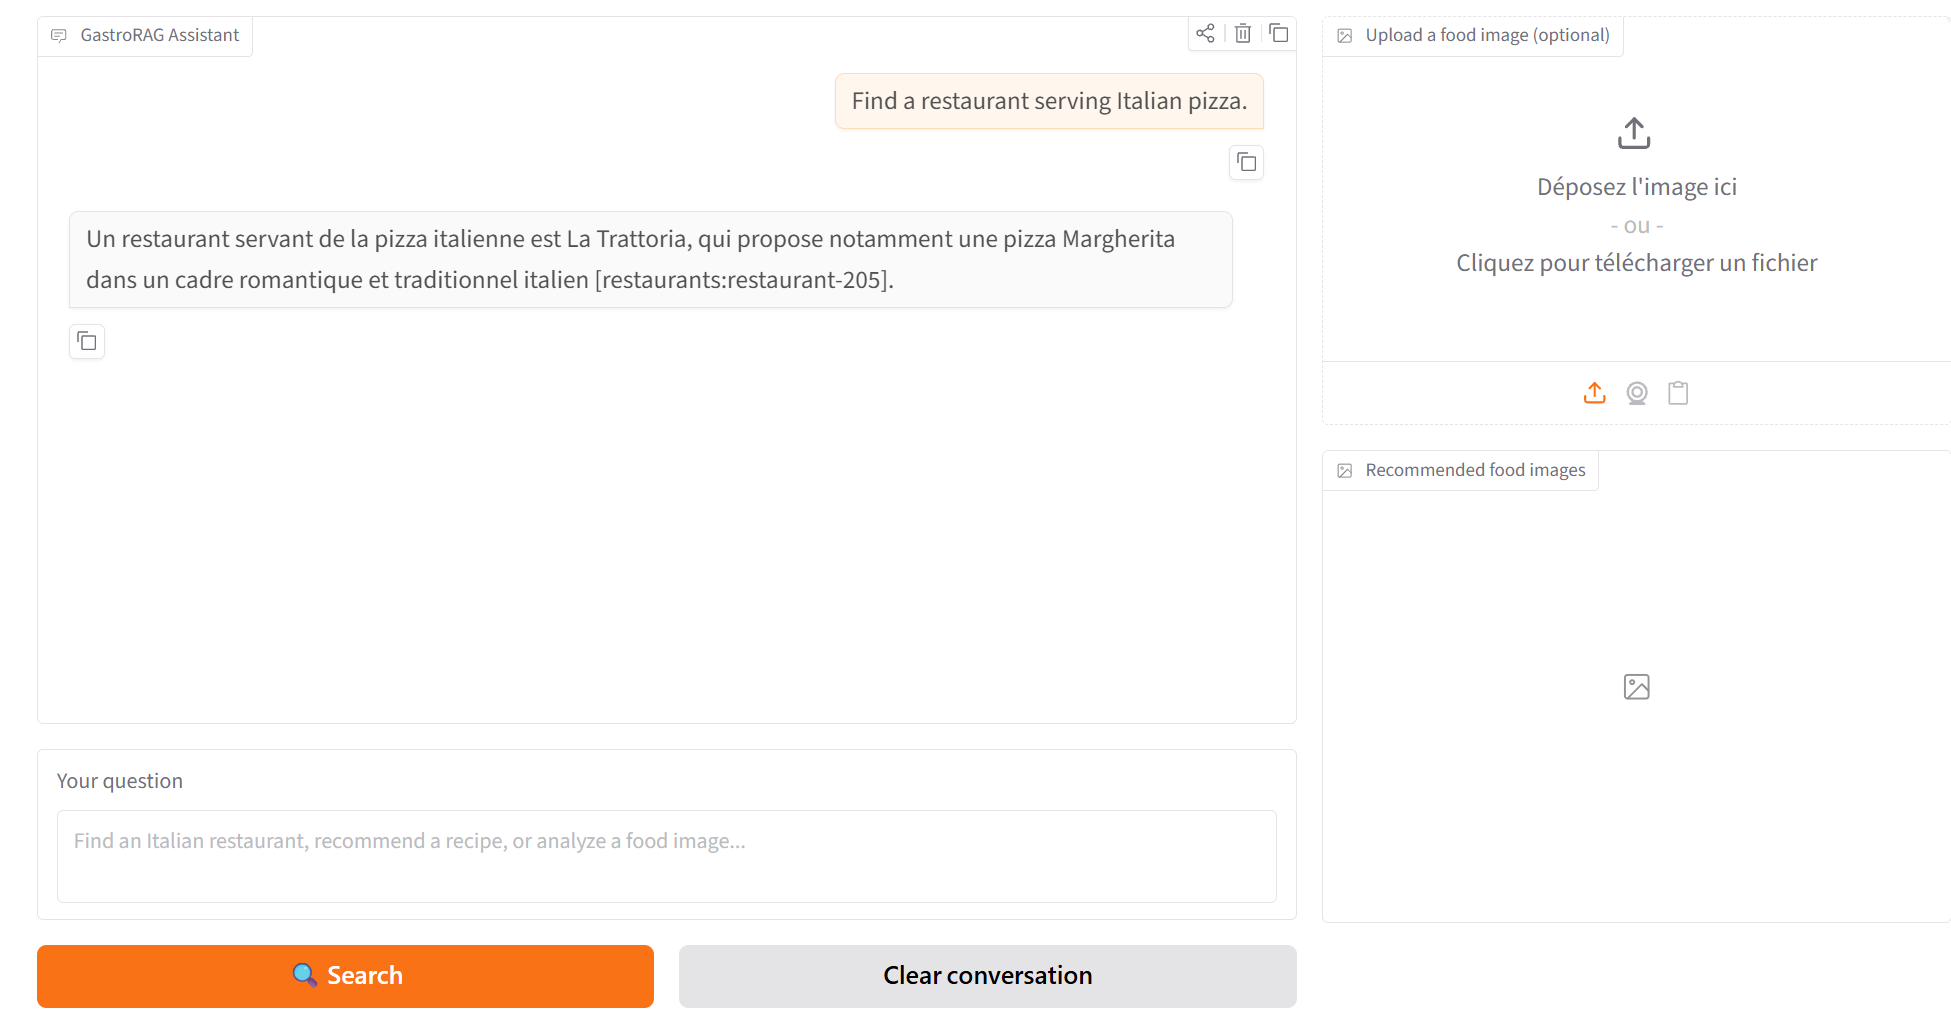 GastroRAG Assistant
Find a restaurant serving Italian pizza.
Un restaurant servant de la pizza italienne est La Trattoria, qui propose notamment une pizza Margherita
dans un cadre romantique et traditionnel italien [restaurants:restaurant-205].
Your question
Find an Italian restaurant, recommend a recipe, or analyze a food image...
Search
Clear conversation
Upload a food image (optional)
Déposez l'image ici
- ou -
Cliquez pour télécharger un fichier
Recommended food images